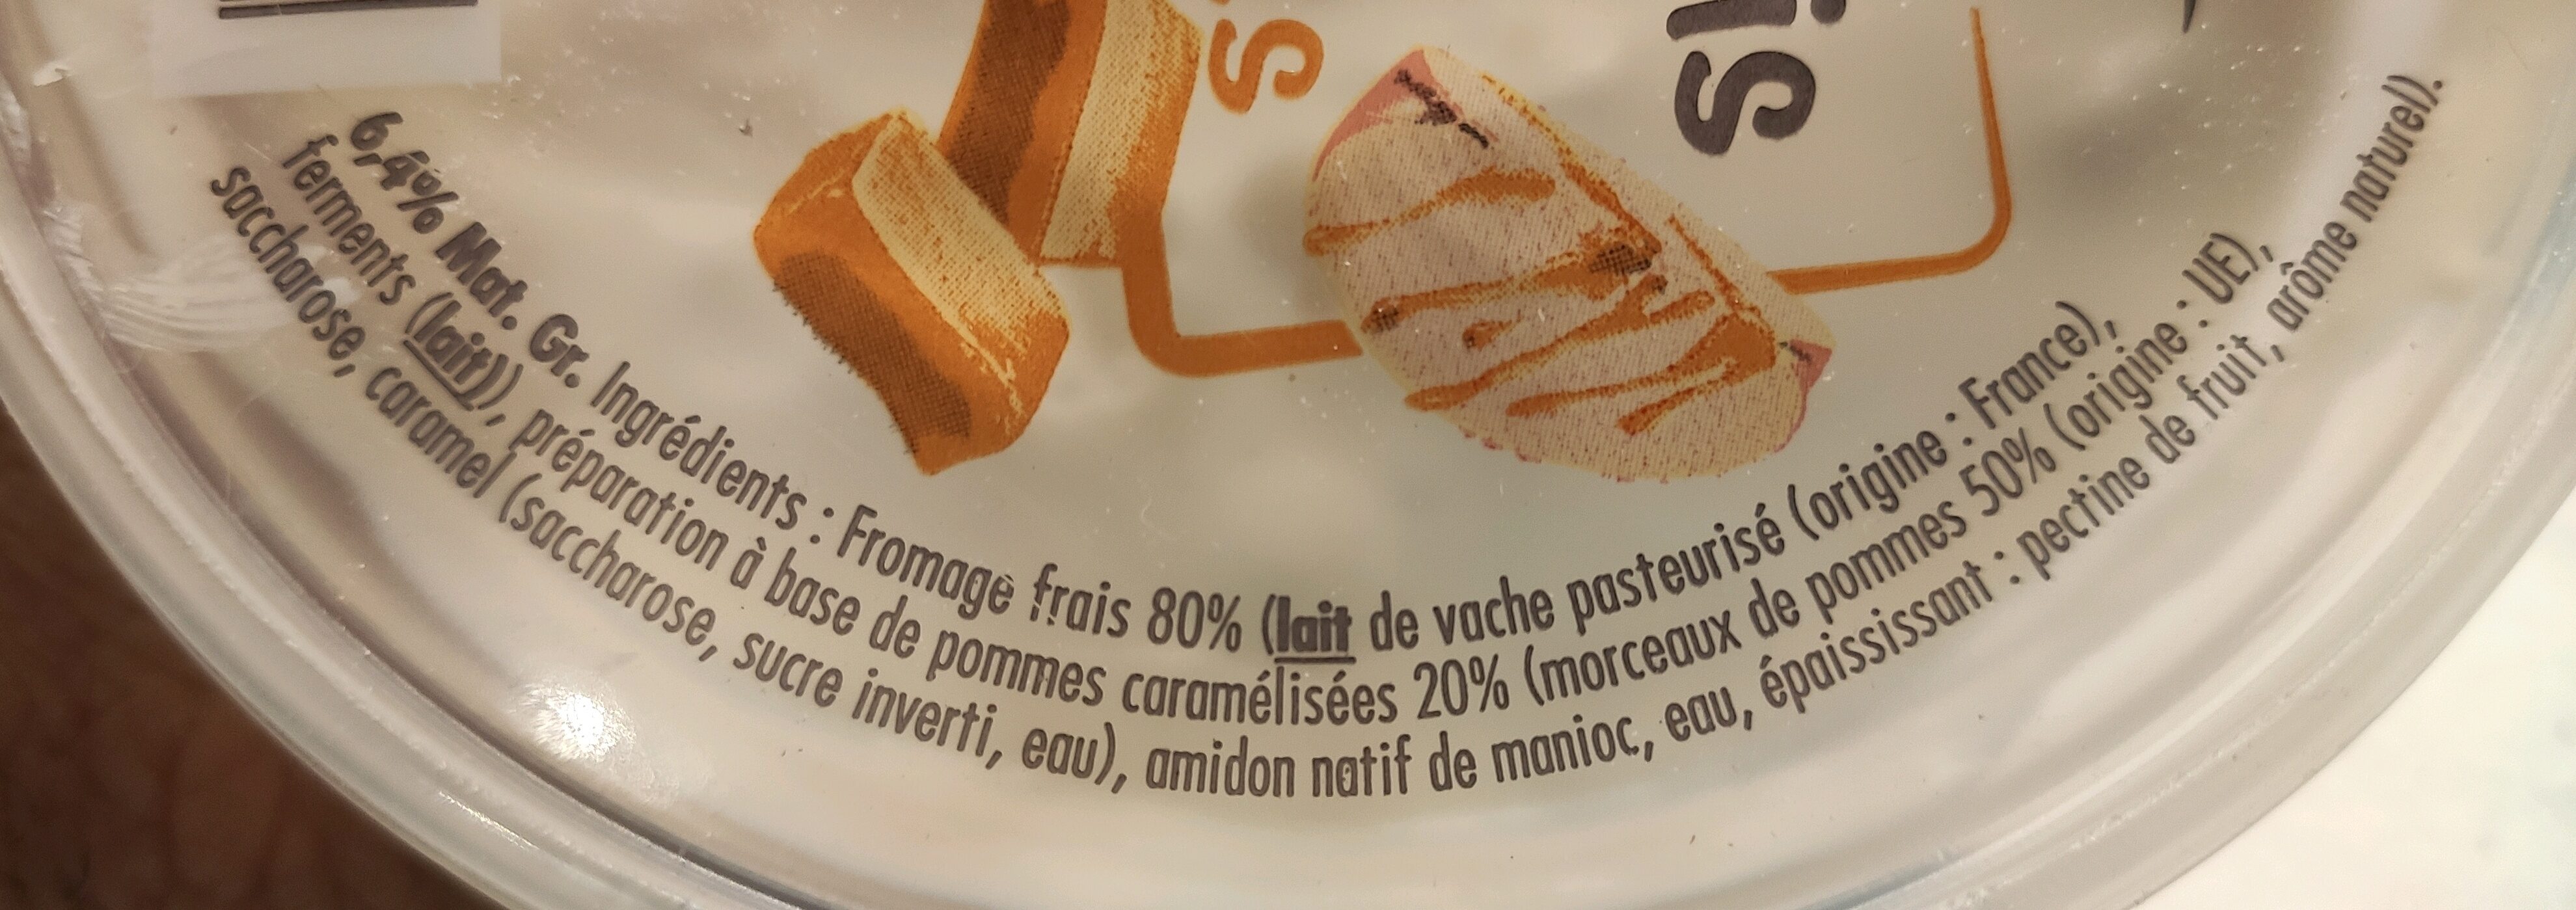 6,4% Mat. Gr. Ingrédients : Fromage frais 80% (lait de vache pasteurisé (origine : France),
ferments (lait)), préparation à base de pommes caramélisées 20% (morceaux de pommes 50% (origine : UE),
saccharose, caramel (saccharose, sucre inverti, eau), amidon natif de manioc, eau, épaississant : pectine de fruit, arôme naturel).